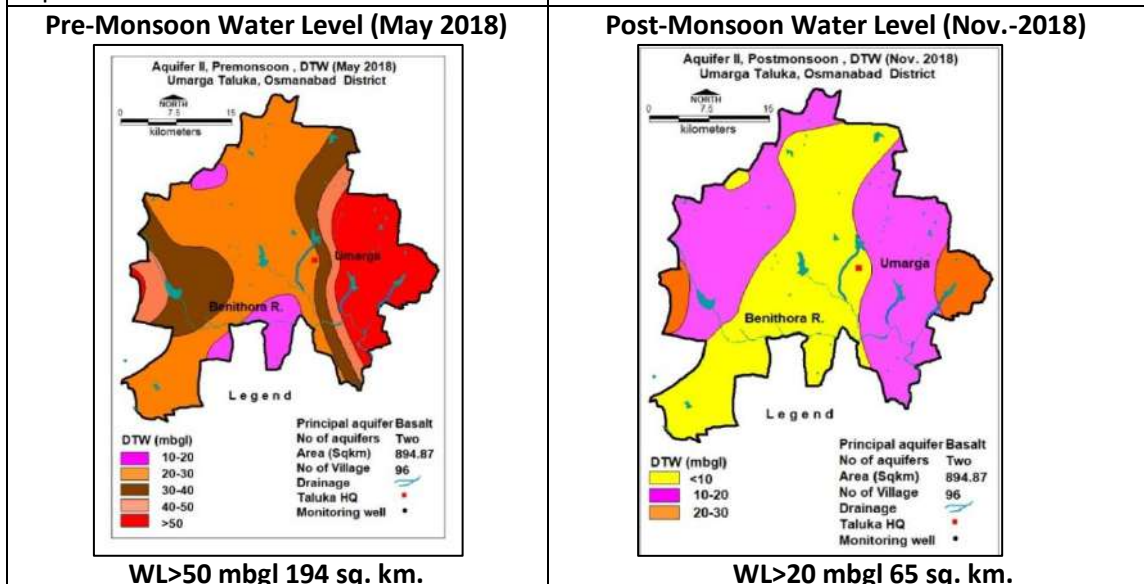 Pre-Monsoon Water Level (May 2018)
Aquifer II, Premonsoon , DTW (May 2018)
Umarga Taluka, Osmanabad District
NORTH
0 7.5 15
kilometers
Umarga
Benithora R.
Legend
Principal aquifer Basalt
No of aquifers Two
Area (Sqkm) 894.87
No of Village 96
Drainage
Taluka HQ
Monitoring well
DTW (mbgl)
10-20
20-30
30-40
40-50
>50
WL>50 mbgl 194 sq. km.
Post-Monsoon Water Level (Nov.-2018)
Aquifer II, Postmonsoon , DTW (Nov. 2018)
Umarga Taluka, Osmanabad District
NORTH
0 7.5 15
kilometers
Umarga
Benithora R.
Legend
Principal aquifer Basalt
No of aquifers Two
Area (Sqkm) 894.87
No of Village 96
Drainage
Taluka HQ
Monitoring well
DTW (mbgl)
<10
10-20
20-30
WL>20 mbgl 65 sq. km.